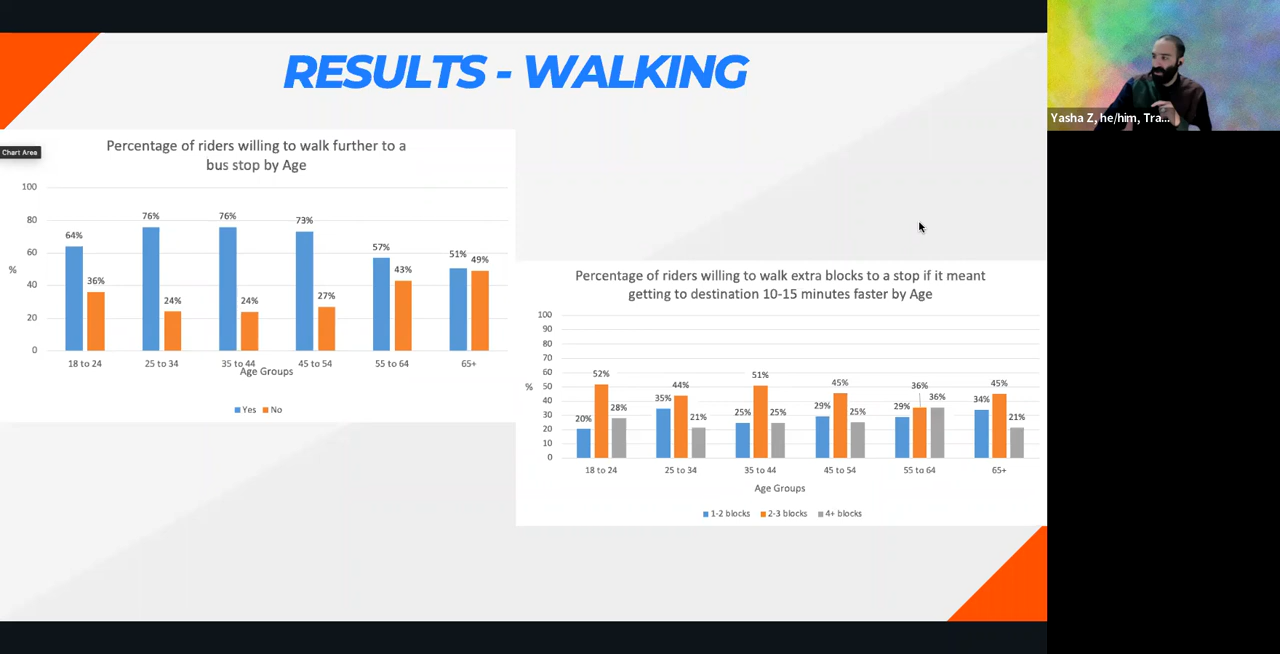 RESULTS - WALKING
Yasha Z, he/him, Tra...
Chart Area
Percentage of riders willing to walk further to a
bus stop by Age
100
80
60
40
20
0
%
64%
36%
76%
24%
76%
24%
73%
27%
57%
43%
51%
49%
18 to 24
25 to 34
35 to 44
45 to 54
55 to 64
65+
Age Groups
Yes No
Percentage of riders willing to walk extra blocks to a stop if it meant
getting to destination 10-15 minutes faster by Age
100
90
80
70
60
50
40
30
20
10
0
%
20%
52%
28%
35%
44%
21%
25%
51%
25%
29%
45%
25%
29%
36%
36%
34%
45%
21%
18 to 24
25 to 34
35 to 44
45 to 54
55 to 64
65+
Age Groups
1-2 blocks 2-3 blocks 4+ blocks